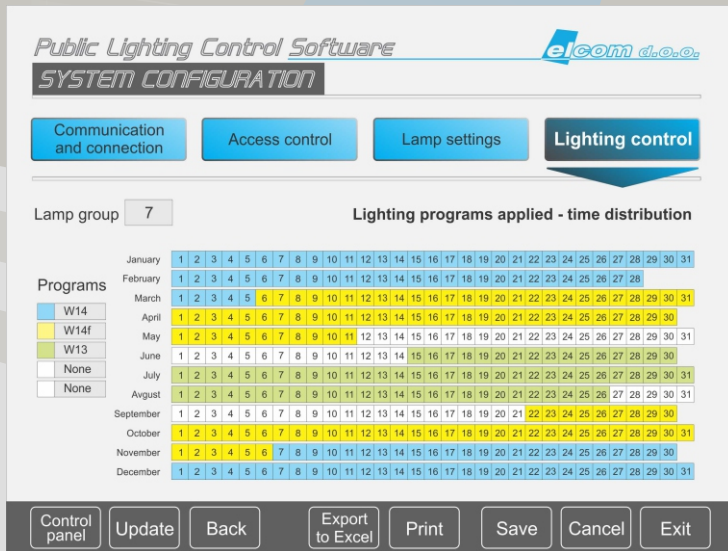 Public Lighting Control Software
elcom d.o.o.
SYSTEM CONFIGURATION
Communication and connection
Access control
Lamp settings
Lighting control
Lamp group 7
Lighting programs applied - time distribution
Programs
W14
W14f
W13
None
None
January 1 2 3 4 5 6 7 8 9 10 11 12 13 14 15 16 17 18 19 20 21 22 23 24 25 26 27 28 29 30 31
February 1 2 3 4 5 6 7 8 9 10 11 12 13 14 15 16 17 18 19 20 21 22 23 24 25 26 27 28
March 1 2 3 4 5 6 7 8 9 10 11 12 13 14 15 16 17 18 19 20 21 22 23 24 25 26 27 28 29 30 31
April 1 2 3 4 5 6 7 8 9 10 11 12 13 14 15 16 17 18 19 20 21 22 23 24 25 26 27 28 29 30
May 1 2 3 4 5 6 7 8 9 10 11 12 13 14 15 16 17 18 19 20 21 22 23 24 25 26 27 28 29 30 31
June 1 2 3 4 5 6 7 8 9 10 11 12 13 14 15 16 17 18 19 20 21 22 23 24 25 26 27 28 29 30
July 1 2 3 4 5 6 7 8 9 10 11 12 13 14 15 16 17 18 19 20 21 22 23 24 25 26 27 28 29 30 31
Avgust 1 2 3 4 5 6 7 8 9 10 11 12 13 14 15 16 17 18 19 20 21 22 23 24 25 26 27 28 29 30 31
September 1 2 3 4 5 6 7 8 9 10 11 12 13 14 15 16 17 18 19 20 21 22 23 24 25 26 27 28 29 30
October 1 2 3 4 5 6 7 8 9 10 11 12 13 14 15 16 17 18 19 20 21 22 23 24 25 26 27 28 29 30 31
November 1 2 3 4 5 6 7 8 9 10 11 12 13 14 15 16 17 18 19 20 21 22 23 24 25 26 27 28 29 30
December 1 2 3 4 5 6 7 8 9 10 11 12 13 14 15 16 17 18 19 20 21 22 23 24 25 26 27 28 29 30 31
Control panel
Update
Back
Export to Excel
Print
Save
Cancel
Exit